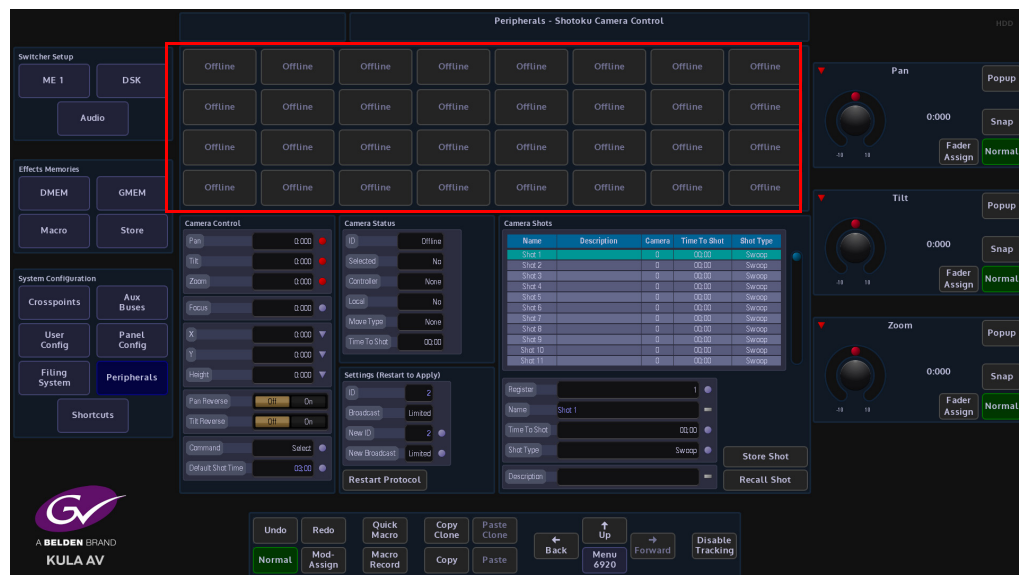 Peripherals - Shotoku Camera Control
HDD
Switcher Setup
ME 1
DSK
Audio
Effects Memories
DMEM
GMEM
Macro
Store
System Configuration
Crosspoints
Aux
Buses
User
Config
Panel
Config
Filing
System
Peripherals
Shortcuts
Offline Offline Offline Offline Offline Offline Offline Offline
Offline Offline Offline Offline Offline Offline Offline Offline
Offline Offline Offline Offline Offline Offline Offline Offline
Offline Offline Offline Offline Offline Offline Offline Offline
Camera Control
Pan 0:000
Tilt 0:000
Zoom 0:000
Focus 0:000
X 0:000
Y 0:000
Height 0:000
Pan Reverse Off On
Tilt Reverse Off On
Command Select
Default Shot Time 03;00
Camera Status
ID Offline
Selected No
Controller None
Local No
Move Type None
Time To Shot 00;00
Settings (Restart to Apply)
ID 2
Broadcast Limited
New ID 2
New Broadcast Limited
Restart Protocol
Camera Shots
Name Description Camera Time To Shot Shot Type
Shot 1 0 00;00 Swoop
Shot 2 0 00;00 Swoop
Shot 3 0 00;00 Swoop
Shot 4 0 00;00 Swoop
Shot 5 0 00;00 Swoop
Shot 6 0 00;00 Swoop
Shot 7 0 00;00 Swoop
Shot 8 0 00;00 Swoop
Shot 9 0 00;00 Swoop
Shot 10 0 00;00 Swoop
Shot 11 0 00;00 Swoop
Register 1
Name Shot 1
Time To Shot 00;00
Shot Type Swoop
Description
Store Shot
Recall Shot
Pan
Popup
0:000
Snap
-10 10
Fader
Assign
Normal
Tilt
Popup
0:000
Snap
-10 10
Fader
Assign
Normal
Zoom
Popup
0:000
Snap
Fader
Assign
Normal
GV
A BELDEN BRAND
KULA AV
Undo
Redo
Quick
Macro
Copy
Clone
Paste
Clone
Normal
Mod-
Assign
Macro
Record
Copy
Paste
← Back
↑ Up
Menu
6920
→ Forward
Disable
Tracking